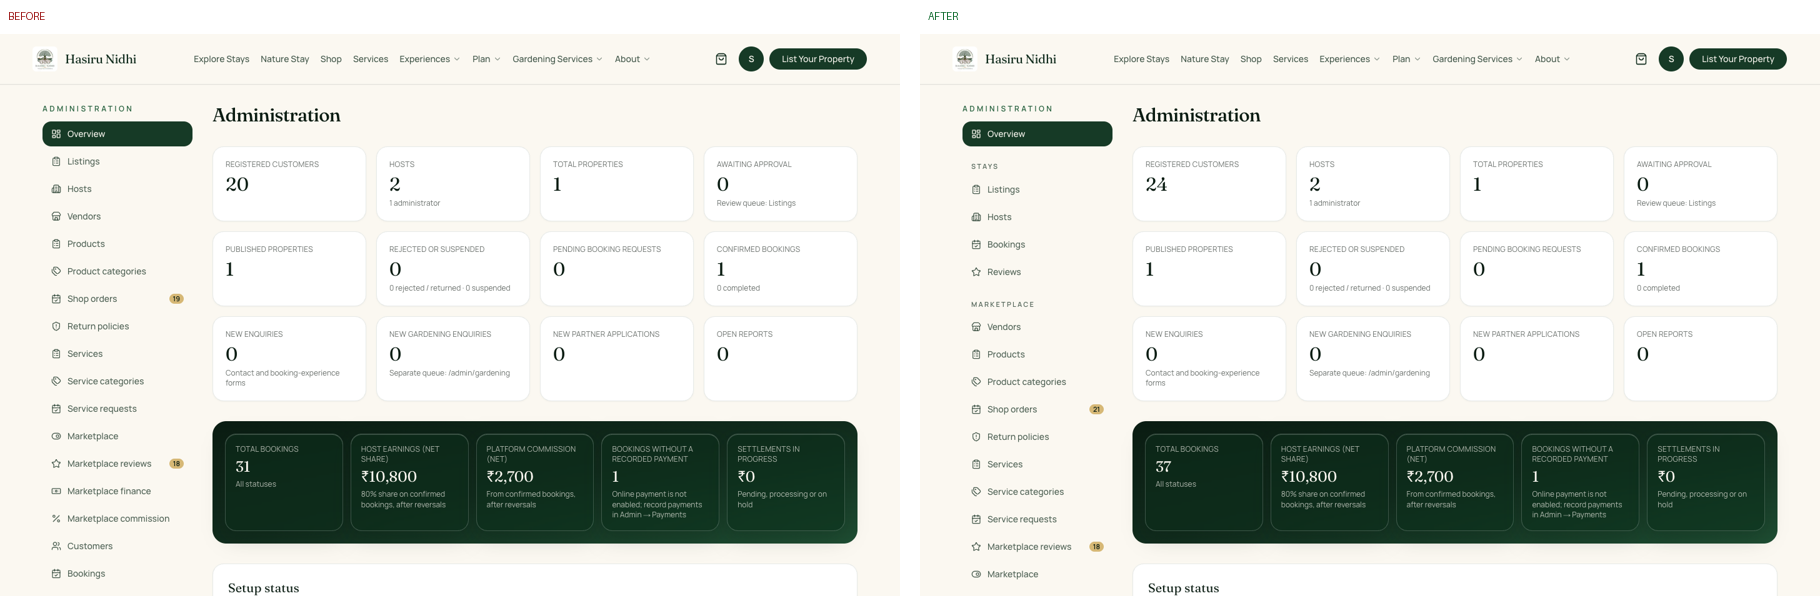 BEFORE
Hasiru Nidhi
Explore Stays Nature Stay Shop Services Experiences Plan Gardening Services About
S
List Your Property
ADMINISTRATION
Overview
Listings
Hosts
Vendors
Products
Product categories
Shop orders 19
Return policies
Services
Service categories
Service requests
Marketplace
Marketplace reviews 18
Marketplace finance
Marketplace commission
Customers
Bookings
Administration
REGISTERED CUSTOMERS
20
HOSTS
2
1 administrator
TOTAL PROPERTIES
1
AWAITING APPROVAL
0
Review queue: Listings
PUBLISHED PROPERTIES
1
REJECTED OR SUSPENDED
0
0 rejected / returned · 0 suspended
PENDING BOOKING REQUESTS
0
CONFIRMED BOOKINGS
1
0 completed
NEW ENQUIRIES
0
Contact and booking-experience
forms
NEW GARDENING ENQUIRIES
0
Separate queue: /admin/gardening
NEW PARTNER APPLICATIONS
0
OPEN REPORTS
0
TOTAL BOOKINGS
31
All statuses
HOST EARNINGS (NET
SHARE)
₹10,800
80% share on confirmed
bookings, after reversals
PLATFORM COMMISSION
(NET)
₹2,700
From confirmed bookings,
after reversals
BOOKINGS WITHOUT A
RECORDED PAYMENT
1
Online payment is not
enabled; record payments
in Admin → Payments
SETTLEMENTS IN
PROGRESS
₹0
Pending, processing or on
hold
Setup status
AFTER
Hasiru Nidhi
Explore Stays Nature Stay Shop Services Experiences Plan Gardening Services About
S
List Your Property
ADMINISTRATION
Overview
STAYS
Listings
Hosts
Bookings
Reviews
MARKETPLACE
Vendors
Products
Product categories
Shop orders 21
Return policies
Services
Service categories
Service requests
Marketplace reviews 18
Marketplace
Administration
REGISTERED CUSTOMERS
24
HOSTS
2
1 administrator
TOTAL PROPERTIES
1
AWAITING APPROVAL
0
Review queue: Listings
PUBLISHED PROPERTIES
1
REJECTED OR SUSPENDED
0
0 rejected / returned · 0 suspended
PENDING BOOKING REQUESTS
0
CONFIRMED BOOKINGS
1
0 completed
NEW ENQUIRIES
0
Contact and booking-experience
forms
NEW GARDENING ENQUIRIES
0
Separate queue: /admin/gardening
NEW PARTNER APPLICATIONS
0
OPEN REPORTS
0
TOTAL BOOKINGS
37
All statuses
HOST EARNINGS (NET
SHARE)
₹10,800
80% share on confirmed
bookings, after reversals
PLATFORM COMMISSION
(NET)
₹2,700
From confirmed bookings,
after reversals
BOOKINGS WITHOUT A
RECORDED PAYMENT
1
Online payment is not
enabled; record payments
in Admin → Payments
SETTLEMENTS IN
PROGRESS
₹0
Pending, processing or on
hold
Setup status